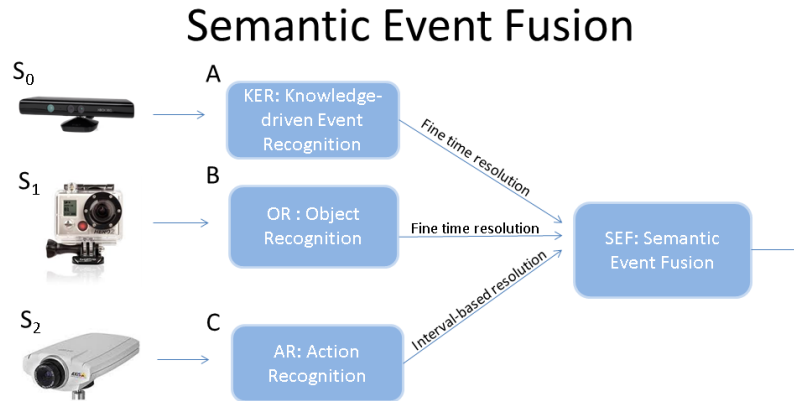 Semantic Event Fusion
S0
A
KER: Knowledge-
driven Event
Recognition
Fine time resolution
S1
B
OR : Object
Recognition
Fine time resolution
SEF: Semantic
Event Fusion
Interval-based resolution
S2
C
AR: Action
Recognition
AXIS